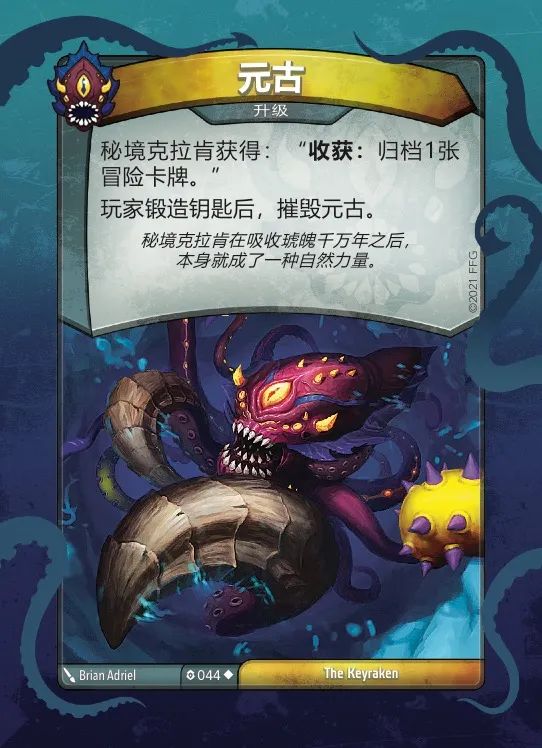 元古
升级
秘境克拉肯获得：“收获：归档1张
冒险卡牌。”
玩家锻造钥匙后，摧毁元古。
秘境克拉肯在吸收琥魄千万年之后，
本身就成了一种自然力量。
©2021 FFG
Brian Adriel
044
The Keyraken